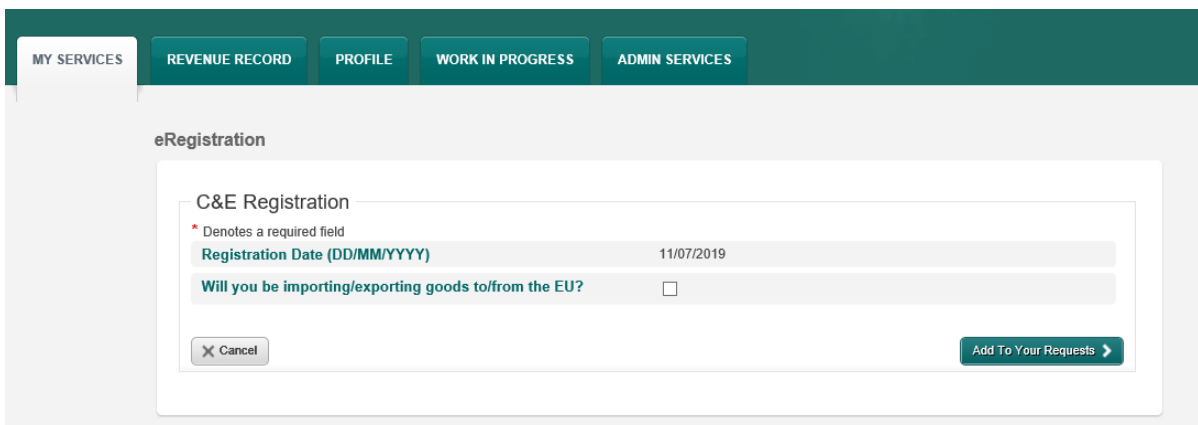 MY SERVICES REVENUE RECORD PROFILE WORK IN PROGRESS ADMIN SERVICES
eRegistration
C&E Registration
* Denotes a required field
Registration Date (DD/MM/YYYY) 11/07/2019
Will you be importing/exporting goods to/from the EU?
Cancel Add To Your Requests